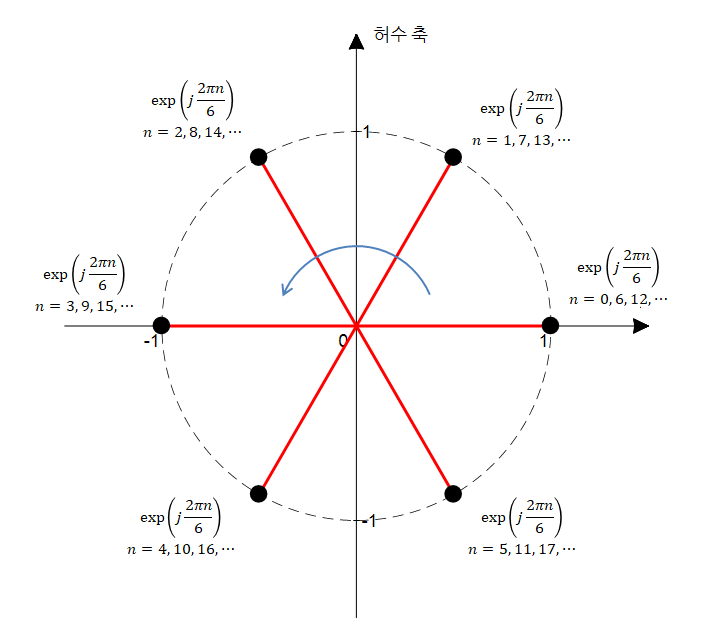 허수 축
exp(j 2πn/6)
n = 2, 8, 14, ⋯
exp(j 2πn/6)
n = 1, 7, 13, ⋯
1
exp(j 2πn/6)
n = 3, 9, 15, ⋯
exp(j 2πn/6)
n = 0, 6, 12, ⋯
-1
0
1
exp(j 2πn/6)
n = 4, 10, 16, ⋯
-1
exp(j 2πn/6)
n = 5, 11, 17, ⋯